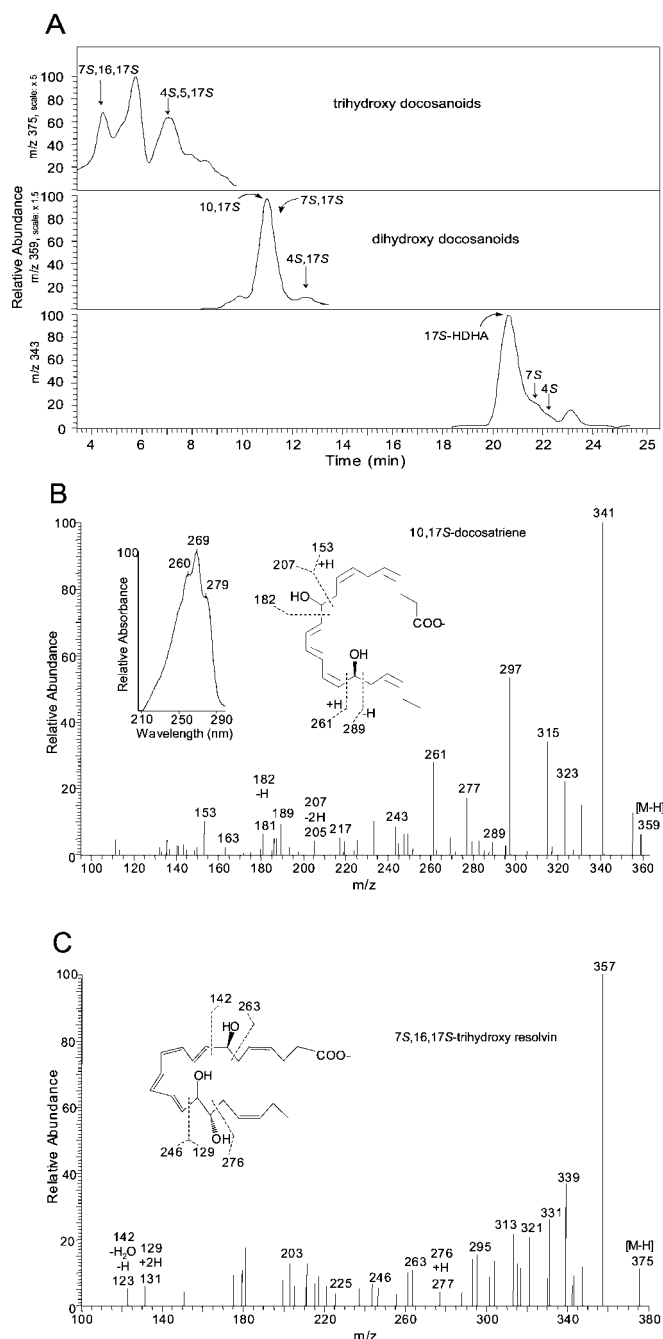 A
7S,16,17S
4S,5,17S
trihydroxy docosanoids
m/z 375, scale: x 5
100
80
60
40
20
10,17S
7S,17S
4S,17S
dihydroxy docosanoids
Relative Abundance
m/z 359, scale: x 1.5
100
80
60
40
20
17S-HDHA
7S
4S
m/z 343
100
80
60
40
20
0
4 6 8 10 12 14 16 18 20 22 24 25
Time (min)
B
10,17S-docosatriene
341
Relative Abundance
100
80
60
40
20
0
100
260
269
279
Relative Absorbance
210 250 290
Wavelength (nm)
153
+H
207
182
HO
COO-
OH
+H
261
-H
289
297
315
323
261
277
289
243
182
-H
181
189
207
-2H
205
217
153
163
[M-H]
359
100 120 140 160 180 200 220 240 260 280 300 320 340 360
m/z
C
7S,16,17S-trihydroxy resolvin
357
Relative Abundance
100
80
60
40
20
0
142
263
HO
COO-
OH
OH
246
129
276
142
-H₂O
-H
123
129
+2H
131
203
225
246
263
276
+H
277
295
313
321
331
339
[M-H]
375
80 100 120 140 160 180 200 220 240 260 280 300 320 340 360 380
m/z